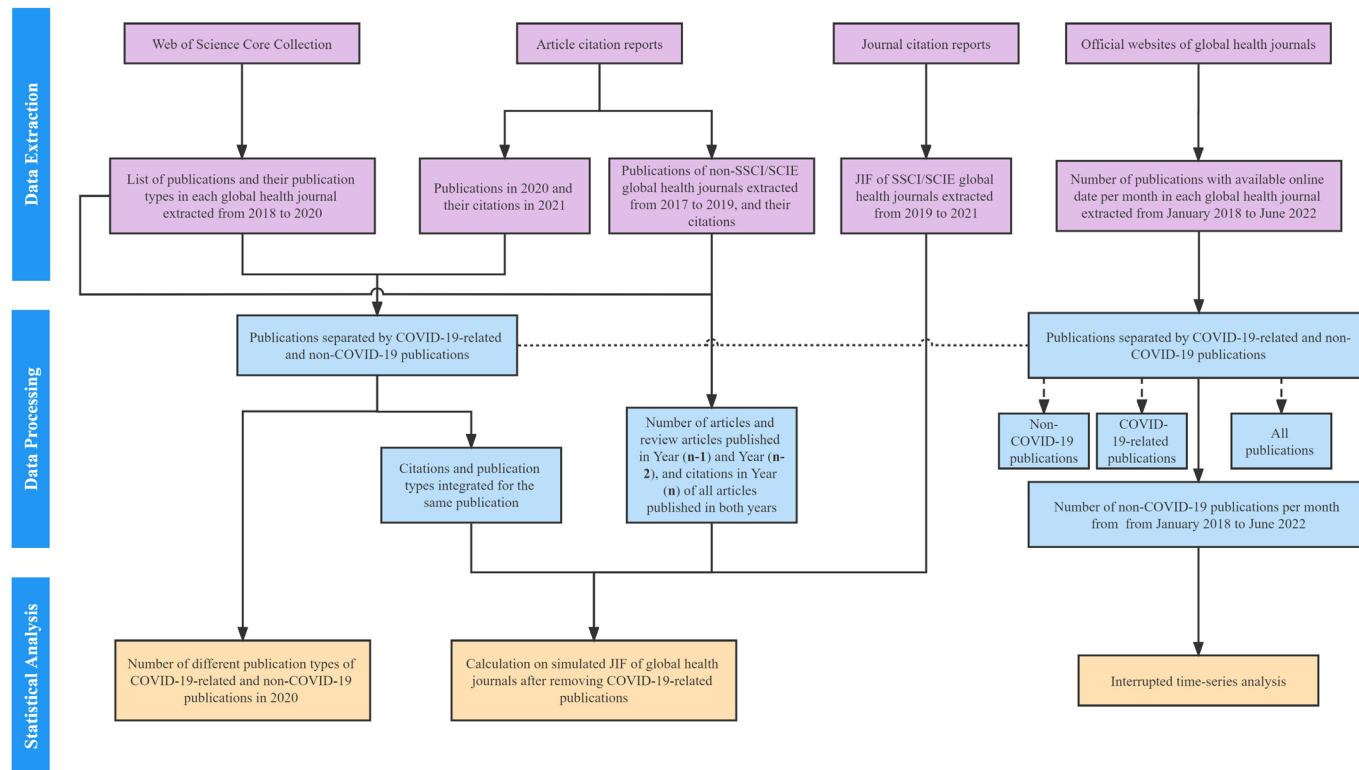 Data Extraction
Web of Science Core Collection
Article citation reports
Journal citation reports
Official websites of global health journals
List of publications and their publication
types in each global health journal
extracted from 2018 to 2020
Publications in 2020 and
their citations in 2021
Publications of non-SSCI/SCIE
global health journals extracted
from 2017 to 2019, and their
citations
JIF of SSCI/SCIE global
health journals extracted
from 2019 to 2021
Number of publications with available online
date per month in each global health journal
extracted from January 2018 to June 2022
Data Processing
Publications separated by COVID-19-related
and non-COVID-19 publications
Publications separated by COVID-19-related and non-
COVID-19 publications
Citations and publication
types integrated for the
same publication
Number of articles and
review articles published
in Year (n-1) and Year (n-
2), and citations in Year
(n) of all articles
published in both years
Non-
COVID-19
publications
COVID-
19-related
publications
All
publications
Number of non-COVID-19 publications per month
from from January 2018 to June 2022
Statistical Analysis
Number of different publication types of
COVID-19-related and non-COVID-19
publications in 2020
Calculation on simulated JIF of global health
journals after removing COVID-19-related
publications
Interrupted time-series analysis